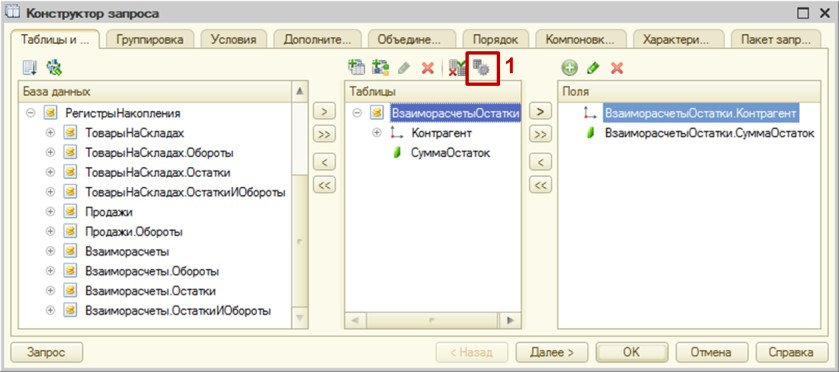 Конструктор запроса
Таблицы и ...
Группировка
Условия
Дополните...
Объедине...
Порядок
Компоновк...
Характери...
Пакет запр...
1
База данных
РегистрыНакопления
ТоварыНаСкладах
ТоварыНаСкладах.Обороты
ТоварыНаСкладах.Остатки
ТоварыНаСкладах.ОстаткиИОбороты
Продажи
Продажи.Обороты
Взаиморасчеты
Взаиморасчеты.Обороты
Взаиморасчеты.Остатки
Взаиморасчеты.ОстаткиИОбороты
>
>>
<
<<
Таблицы
ВзаиморасчетыОстатки
Контрагент
СуммаОстаток
>
>>
<
<<
Поля
ВзаиморасчетыОстатки.Контрагент
ВзаиморасчетыОстатки.СуммаОстаток
Запрос
< Назад
Далее >
OK
Отмена
Справка